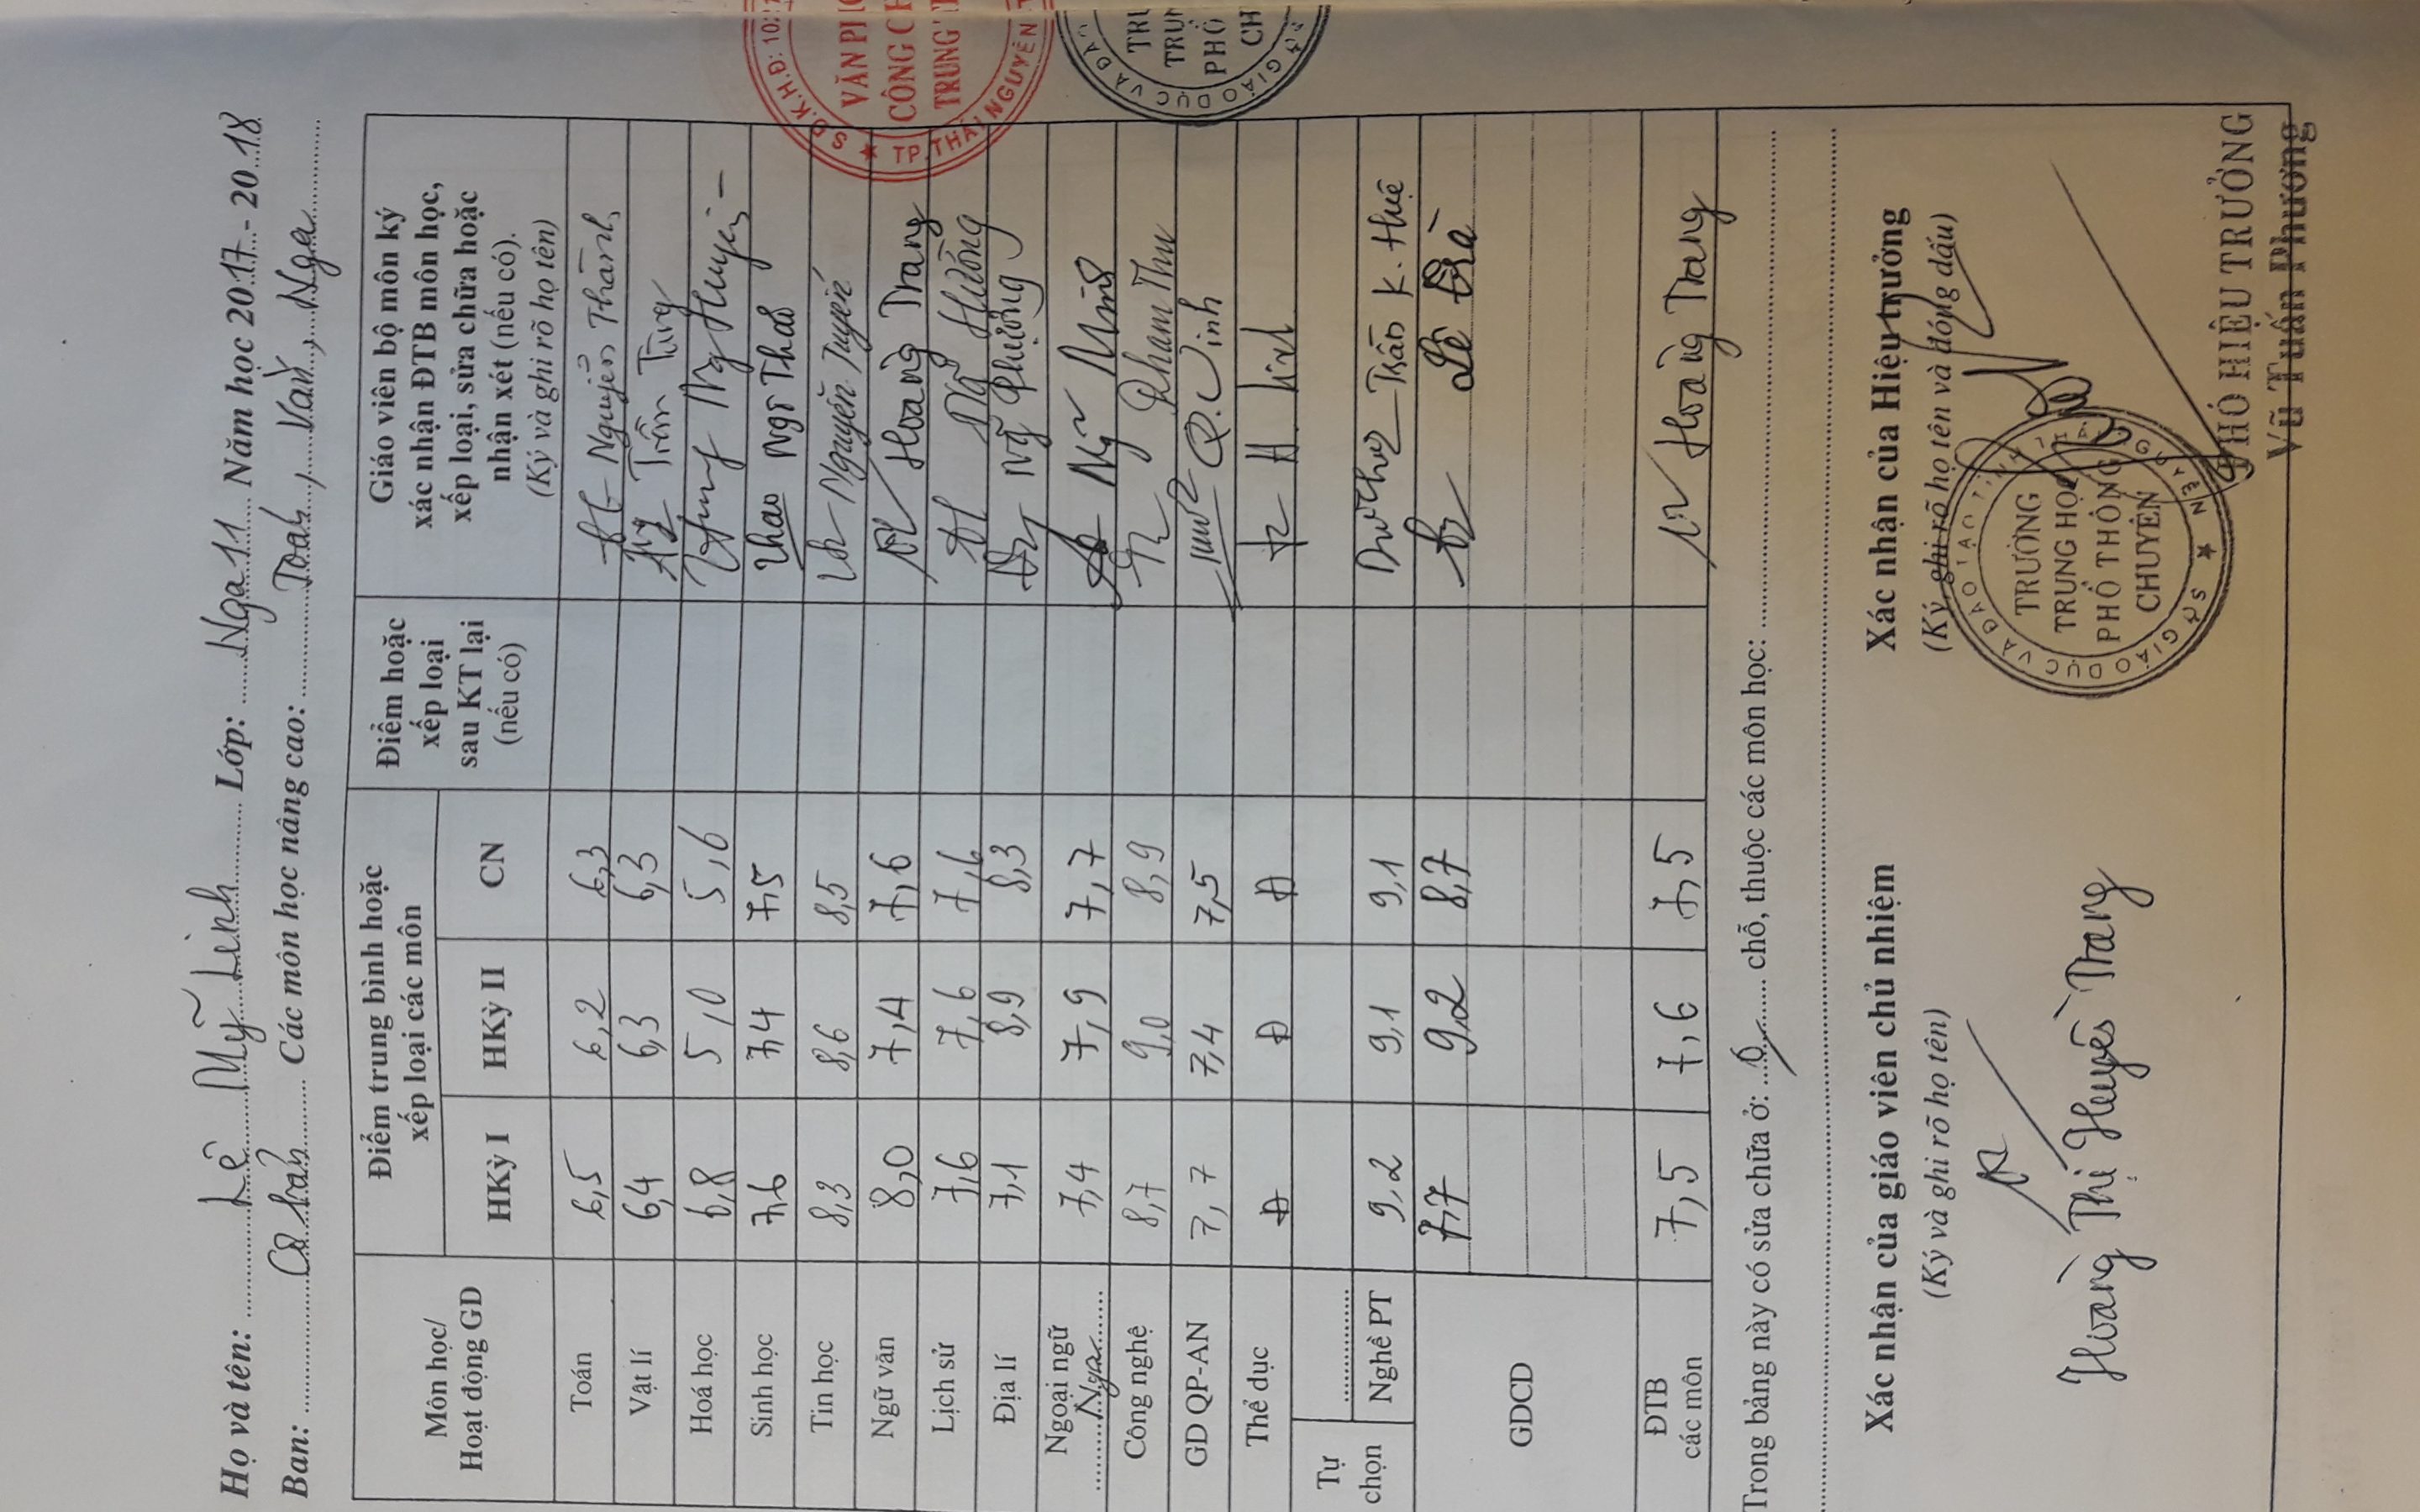 Họ và tên: Lê Mỹ Linh Lớp: Nga 11 Năm học 2017 - 2018
Ban: Cơ bản Các môn học nâng cao: Toán, Văn, Nga
Môn học/ Hoạt động GD
Điểm trung bình hoặc xếp loại các môn
HKỳ I HKỳ II CN
Điểm hoặc xếp loại sau KT lại (nếu có)
Giáo viên bộ môn ký xác nhận ĐTB môn học, xếp loại, sửa chữa hoặc nhận xét (nếu có).
(Ký và ghi rõ họ tên)
Toán 6,5 6,2 6,3 Nguyễn Thành
Vật lí 6,4 6,3 6,3 Trần Tùng
Hoá học 6,8 5,0 5,6 Ng Huyền
Sinh học 7,6 7,4 7,5 Thao Ngô Thao
Tin học 8,3 8,6 8,5 Nguyễn Tuyến
Ngữ văn 8,0 7,4 7,6 Hoàng Trang
Lịch sử 7,6 7,6 7,6 Hường
Địa lí 7,1 8,9 8,3 Ng Phượng
Ngoại ngữ Nga 7,4 7,9 7,7
Công nghệ 8,7 9,0 8,9 Phạm Thu
GD QP-AN 7,7 7,4 7,5
Thể dục Đ Đ Đ
Tự chọn
Nghề PT 9,2 9,1 9,1 Trần K. Huệ
GDCD 7,7 9,2 8,7 Lê
ĐTB các môn 7,5 7,6 7,5 Hoàng Trang
Trong bảng này có sửa chữa ở: 0 chỗ, thuộc các môn học:
Xác nhận của giáo viên chủ nhiệm
(Ký và ghi rõ họ tên)
Hoàng Thị Huyền Trang
Xác nhận của Hiệu trưởng
(Ký, ghi rõ họ tên và đóng dấu)
SỞ GIÁO DỤC VÀ ĐÀO TẠO
TRƯỜNG
TRUNG HỌC
PHỔ THÔNG
CHUYÊN
PHÓ HIỆU TRƯỞNG
Vũ Tuấn Phương
VĂN PH
CÔNG CH
TRUNG T
S.Đ.K.H.Đ: 10
TP. THÁI NGUYÊN
TRƯ
TRUN
PHỔ
CH
GIÁO DỤC VÀ ĐÀO